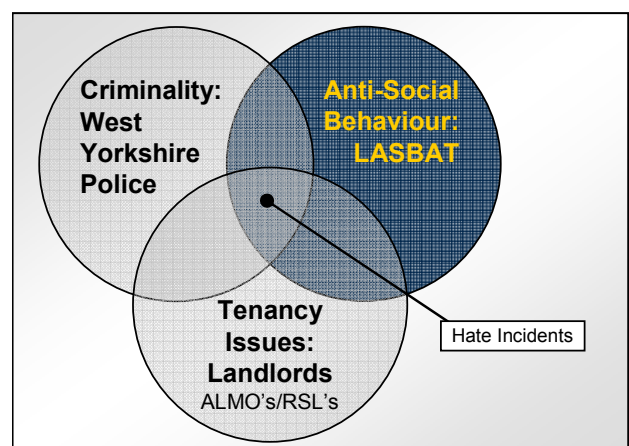 Criminality:
West
Yorkshire
Police
Anti-Social
Behaviour:
LASBAT
Tenancy
Issues:
Landlords
ALMO's/RSL's
Hate Incidents